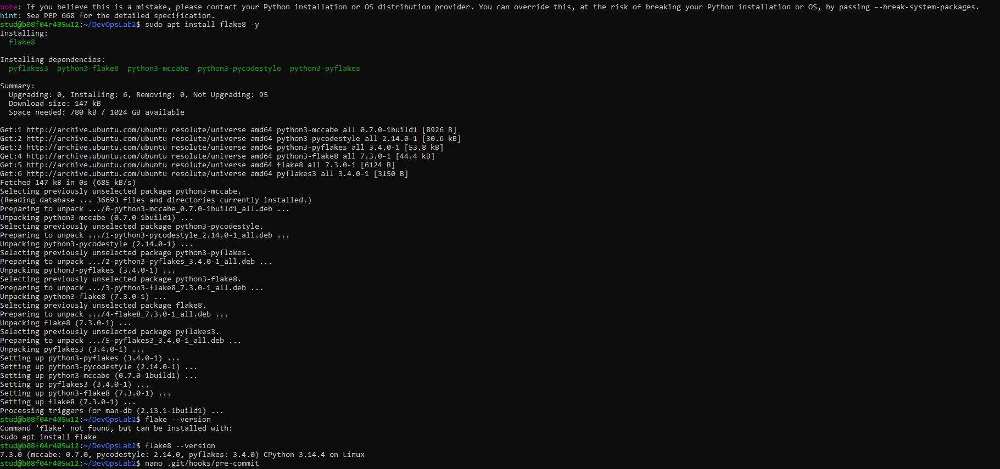 note: If you believe this is a mistake, please contact your Python installation or OS distribution provider. You can override this, at the risk of breaking your Python installation or OS, by passing --break-system-packages.
hint: See PEP 668 for the detailed specification.
stud@b08f04r405w12:~/DevOpsLab2$ sudo apt install flake8 -y
Installing:
  flake8

Installing dependencies:
  pyflakes3  python3-flake8  python3-mccabe  python3-pycodestyle  python3-pyflakes

Summary:
  Upgrading: 0, Installing: 6, Removing: 0, Not Upgrading: 95
  Download size: 147 kB
  Space needed: 780 kB / 1024 GB available

Get:1 http://archive.ubuntu.com/ubuntu resolute/universe amd64 python3-mccabe all 0.7.0-1build1 [8926 B]
Get:2 http://archive.ubuntu.com/ubuntu resolute/universe amd64 python3-pycodestyle all 2.14.0-1 [30.6 kB]
Get:3 http://archive.ubuntu.com/ubuntu resolute/universe amd64 python3-pyflakes all 3.4.0-1 [53.8 kB]
Get:4 http://archive.ubuntu.com/ubuntu resolute/universe amd64 python3-flake8 all 7.3.0-1 [44.4 kB]
Get:5 http://archive.ubuntu.com/ubuntu resolute/universe amd64 flake8 all 7.3.0-1 [6124 B]
Get:6 http://archive.ubuntu.com/ubuntu resolute/universe amd64 pyflakes3 all 3.4.0-1 [3150 B]
Fetched 147 kB in 0s (685 kB/s)
Selecting previously unselected package python3-mccabe.
(Reading database ... 36693 files and directories currently installed.)
Preparing to unpack .../0-python3-mccabe_0.7.0-1build1_all.deb ...
Unpacking python3-mccabe (0.7.0-1build1) ...
Selecting previously unselected package python3-pycodestyle.
Preparing to unpack .../1-python3-pycodestyle_2.14.0-1_all.deb ...
Unpacking python3-pycodestyle (2.14.0-1) ...
Selecting previously unselected package python3-pyflakes.
Preparing to unpack .../2-python3-pyflakes_3.4.0-1_all.deb ...
Unpacking python3-pyflakes (3.4.0-1) ...
Selecting previously unselected package python3-flake8.
Preparing to unpack .../3-python3-flake8_7.3.0-1_all.deb ...
Unpacking python3-flake8 (7.3.0-1) ...
Selecting previously unselected package flake8.
Preparing to unpack .../4-flake8_7.3.0-1_all.deb ...
Unpacking flake8 (7.3.0-1) ...
Selecting previously unselected package pyflakes3.
Preparing to unpack .../5-pyflakes3_3.4.0-1_all.deb ...
Unpacking pyflakes3 (3.4.0-1) ...
Setting up python3-pyflakes (3.4.0-1) ...
Setting up python3-pycodestyle (2.14.0-1) ...
Setting up python3-mccabe (0.7.0-1build1) ...
Setting up pyflakes3 (3.4.0-1) ...
Setting up python3-flake8 (7.3.0-1) ...
Setting up flake8 (7.3.0-1) ...
Processing triggers for man-db (2.13.1-1build1) ...
stud@b08f04r405w12:~/DevOpsLab2$ flake --version
Command 'flake' not found, but can be installed with:
sudo apt install flake
stud@b08f04r405w12:~/DevOpsLab2$ flake8 --version
7.3.0 (mccabe: 0.7.0, pycodestyle: 2.14.0, pyflakes: 3.4.0) CPython 3.14.4 on Linux
stud@b08f04r405w12:~/DevOpsLab2$ nano .git/hooks/pre-commit